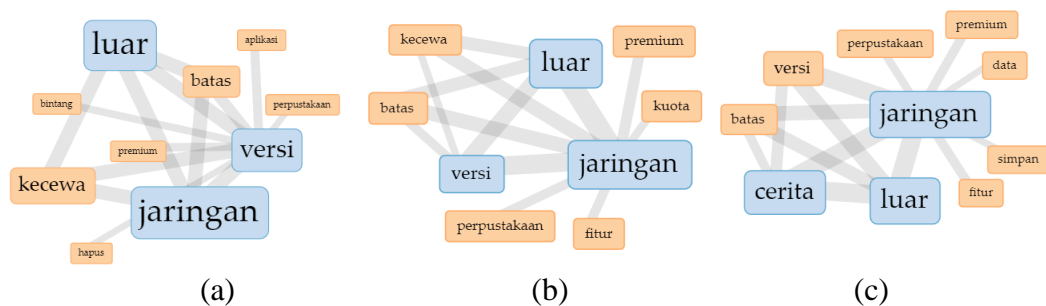 luar
aplikasi
batas
bintang
perpustakaan
premium
versi
kecewa
jaringan
hapus
(a)
kecewa
premium
luar
batas
kuota
versi
jaringan
perpustakaan
fitur
(b)
premium
perpustakaan
versi
data
batas
jaringan
simpan
cerita
luar
fitur
(c)